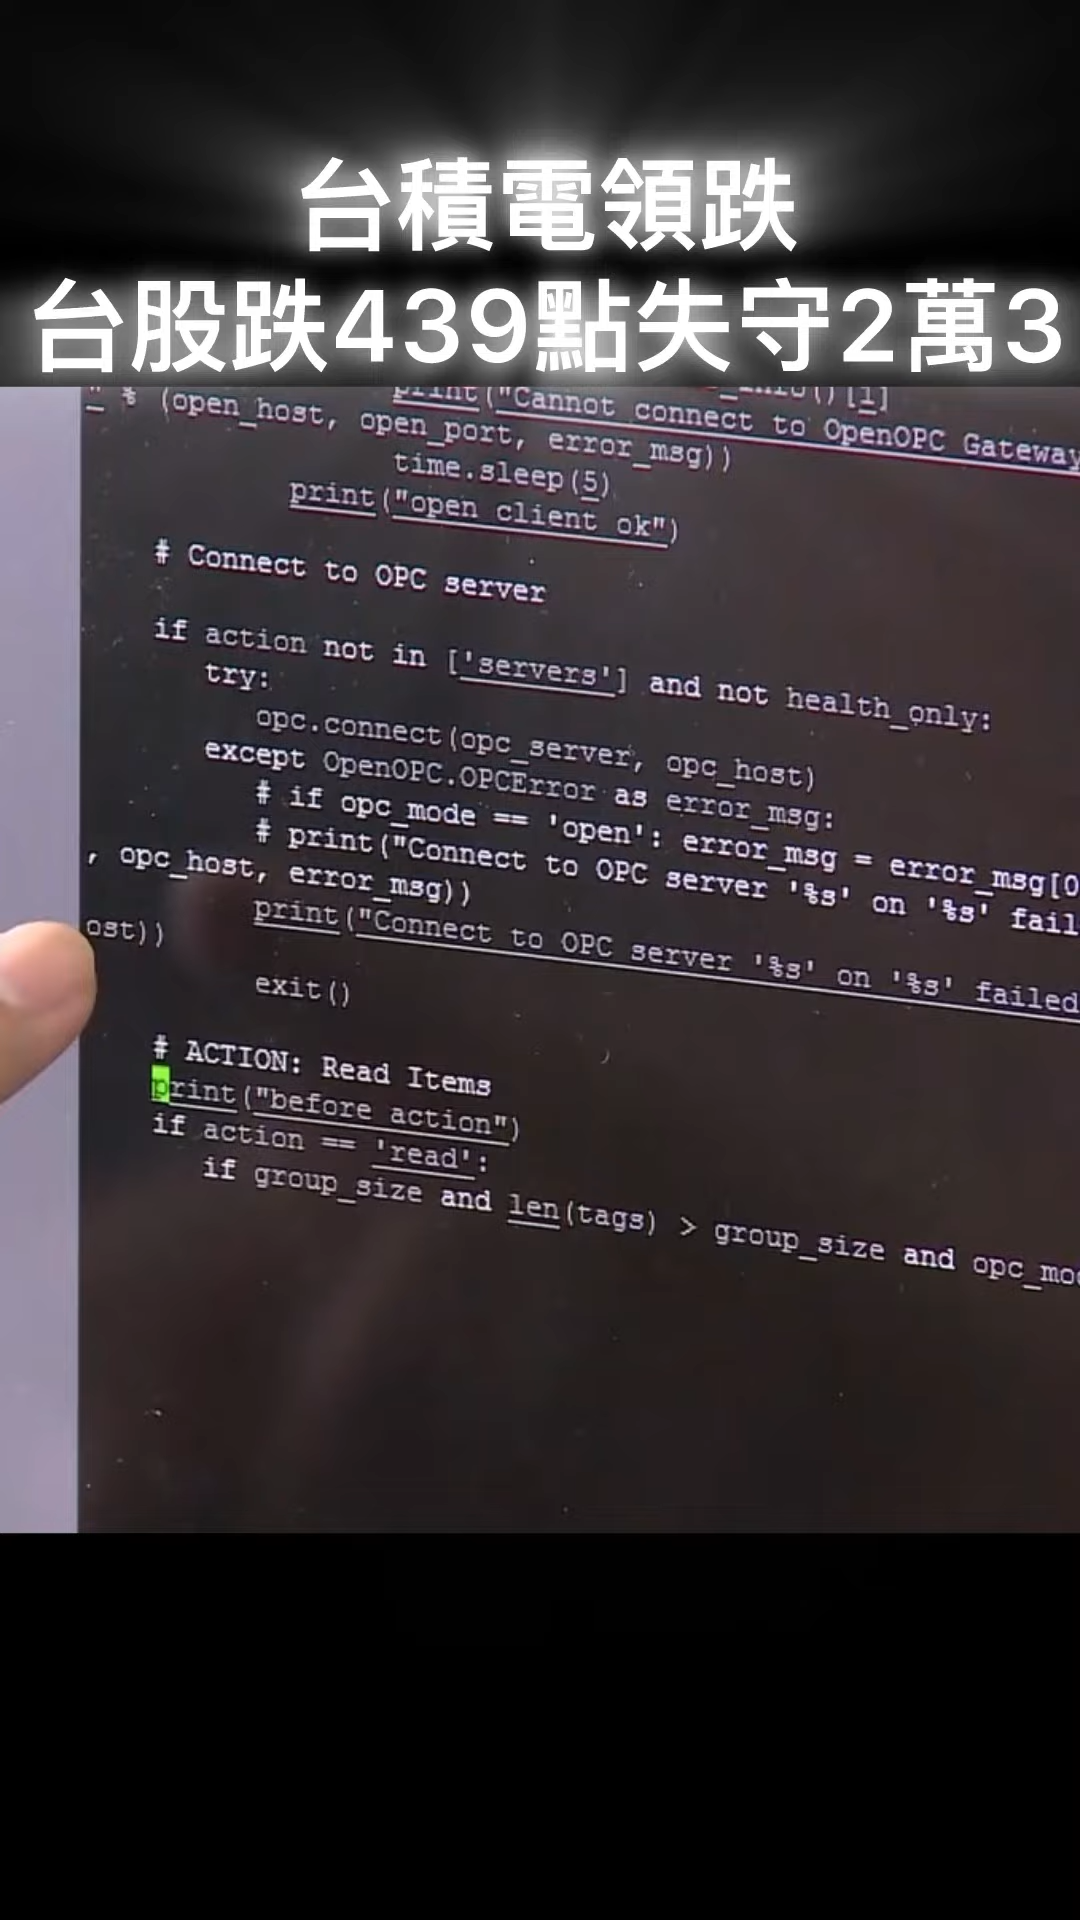 台積電領跌
台股跌439點失守2萬3
print("Cannot connect to OpenOPC Gateway
" % (open_host, open_port, error_msg))
time.sleep(5)
print("open client ok")
# Connect to OPC server
if action not in ['servers'] and not health_only:
try:
opc.connect(opc_server, opc_host)
except OpenOPC.OPCError as error_msg:
# if opc_mode == 'open': error_msg = error_msg[0
# print("Connect to OPC server '%s' on '%s' fail
, opc_host, error_msg))
print("Connect to OPC server '%s' on '%s' failed
ost))
exit()
# ACTION: Read Items
print("before action")
if action == 'read':
if group_size and len(tags) > group_size and opc_mo